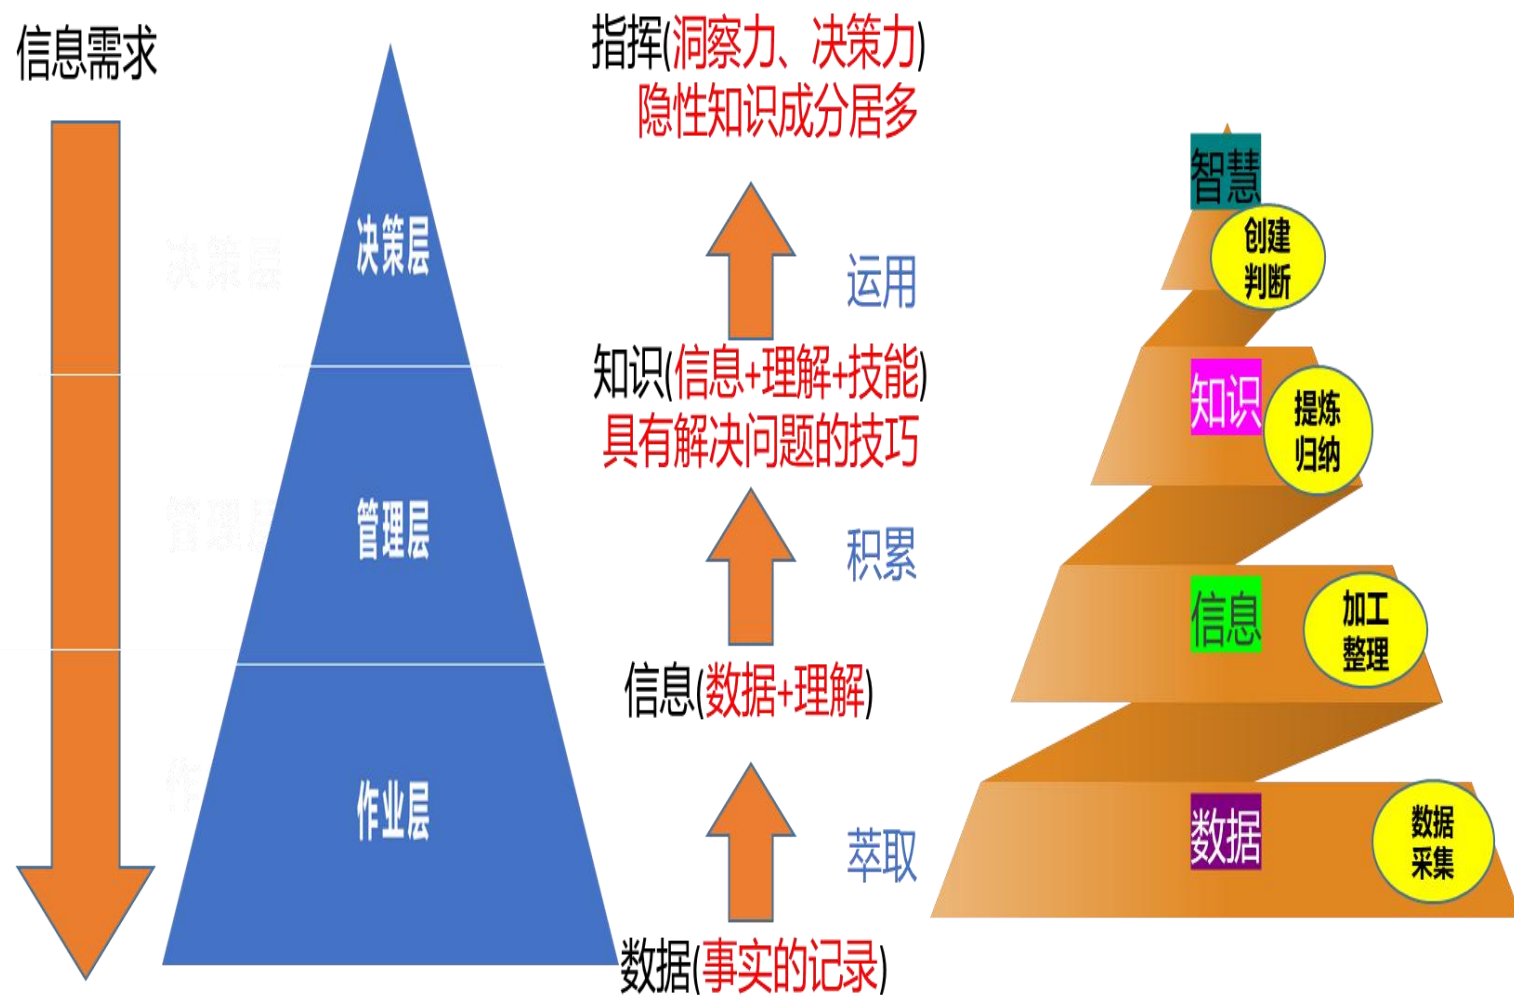 信息需求
决策层
管理层
作业层
指挥(洞察力、决策力)
隐性知识成分居多
运用
知识(信息+理解+技能)
具有解决问题的技巧
积累
信息(数据+理解)
萃取
数据(事实的记录)
智慧
创建
判断
知识
提炼
归纳
信息
加工
整理
数据
数据
采集